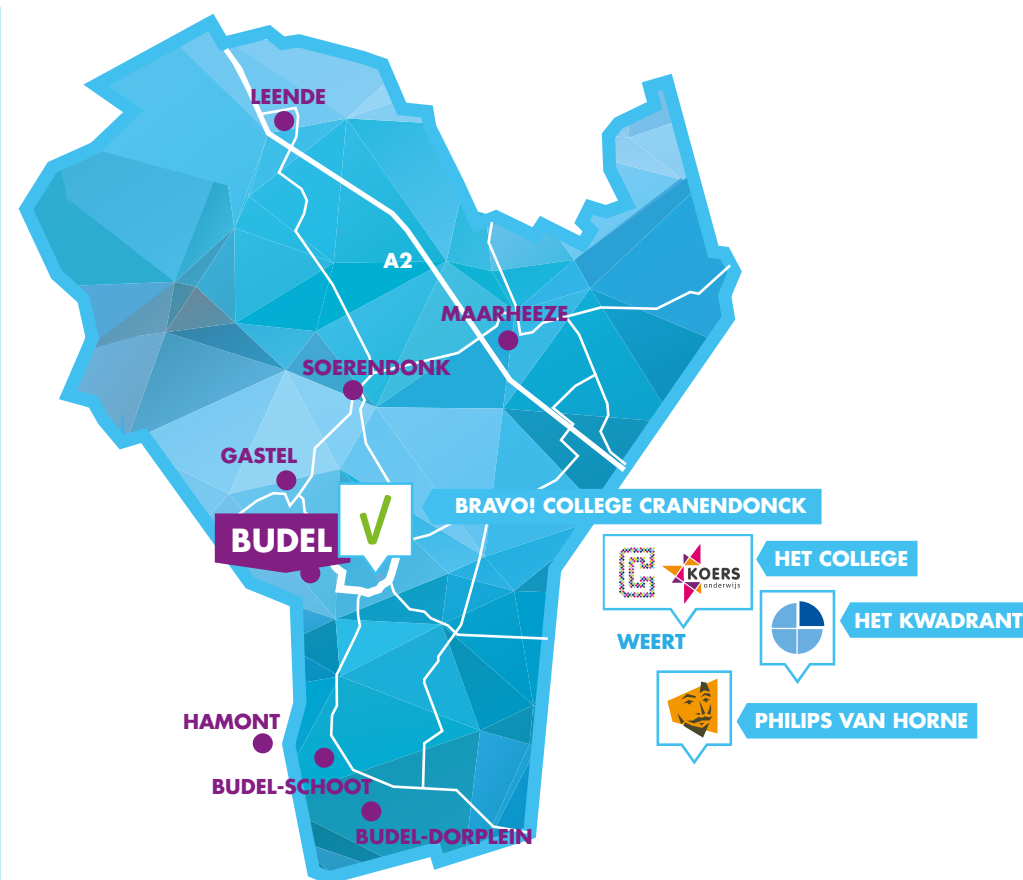 LEENDE
A2
MAARHEEZE
SOERENDONK
GASTEL
BRAVO! COLLEGE CRANENDONCK
BUDEL
KOERS
onderwijs
HET COLLEGE
HET KWADRANT
WEERT
PHILIPS VAN HORNE
HAMONT
BUDEL-SCHOOT
BUDEL-DORPLEIN